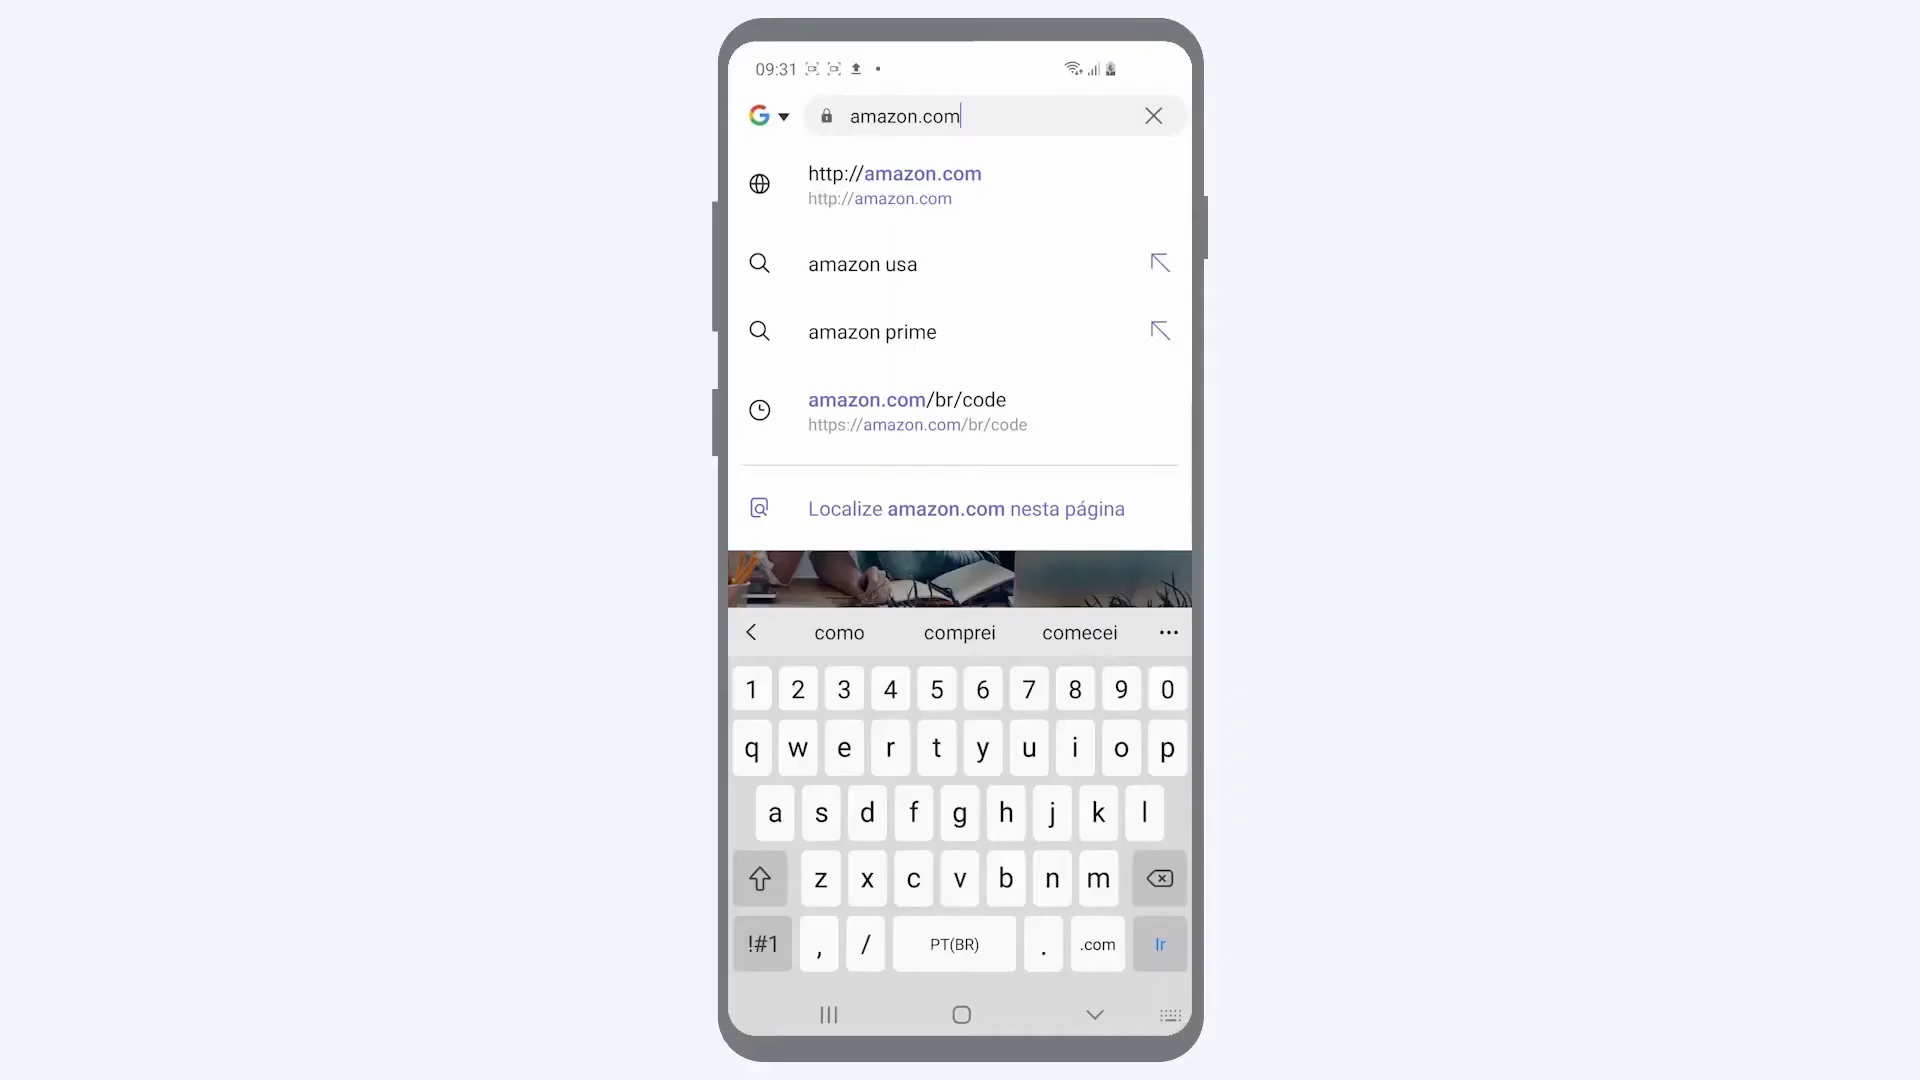 09:31
amazon.com
http://amazon.com
http://amazon.com
amazon usa
amazon prime
amazon.com/br/code
https://amazon.com/br/code
Localize amazon.com nesta página
como comprei comecei
1 2 3 4 5 6 7 8 9 0
q w e r t y u i o p
a s d f g h j k l
z x c v b n m
!#1 , / PT(BR) . .com Ir